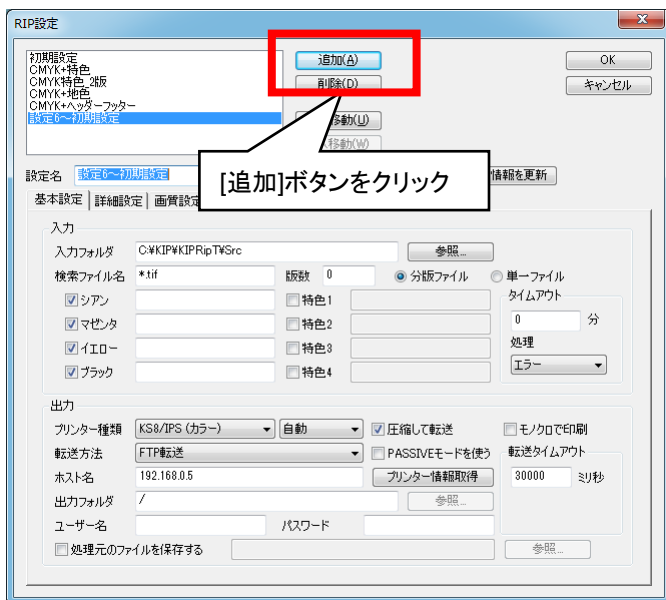 RIP設定
初期設定
CMYK+特色
CMYK特色_2版
CMYK+地色
CMYK+ヘッダーフッター
設定6~初期設定
追加(A)
削除(D)
移動(U)
移動(W)
OK
キャンセル
[追加]ボタンをクリック
設定名 設定6~初期設定 情報を更新
基本設定 詳細設定 画質設定
入力
入力フォルダ C:¥KIP¥KIPRipT¥Src 参照...
検索ファイル名 *.tif 版数 0 分版ファイル 単一ファイル
シアン 特色1 タイムアウト
マゼンタ 特色2 0 分
イエロー 特色3 処理
ブラック 特色4 エラー
出力
プリンター種類 KS8/IPS (カラー) 自動 圧縮して転送 モノクロで印刷
転送方法 FTP転送 PASSIVEモードを使う 転送タイムアウト
ホスト名 192.168.0.5 プリンター情報取得 30000 ミリ秒
出力フォルダ / 参照...
ユーザー名 パスワード
処理元のファイルを保存する 参照...